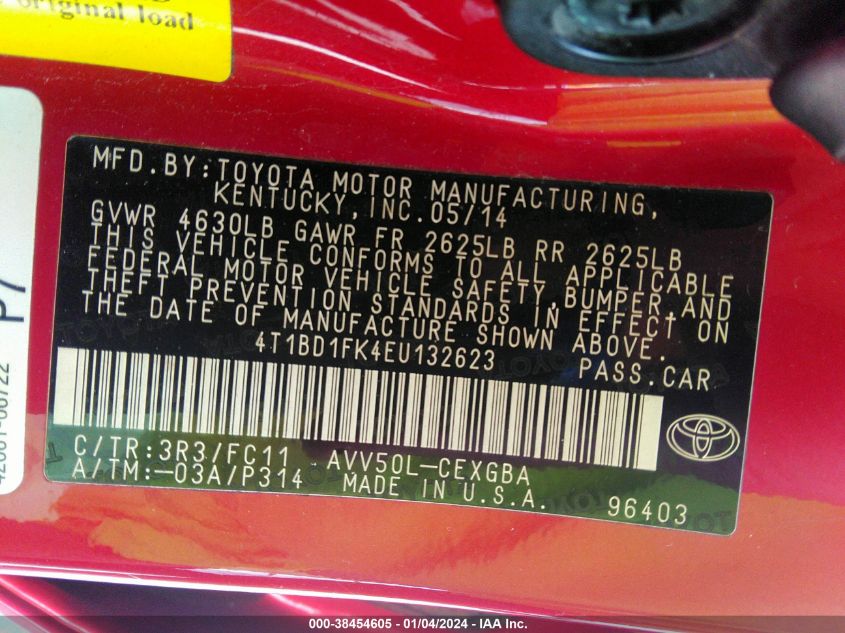 original load
P7
MFD.BY:TOYOTA MOTOR MANUFACTURING,
KENTUCKY,INC.05/14
GVWR 4630LB GAWR FR 2625LB RR 2625LB
THIS VEHICLE CONFORMS TO ALL APPLICABLE
FEDERAL MOTOR VEHICLE SAFETY,BUMPER,AND
THEFT PREVENTION STANDARDS IN EFFECT ON
THE DATE OF MANUFACTURE SHOWN ABOVE.
4T1BD1FK4EU132623
PASS.CAR
C/TR:3R3/FC11 AVV50L-CEXGBA
A/TM:-03A/P314 MADE IN U.S.A. 96403
000-38454605 - 01/04/2024 - IAA Inc.